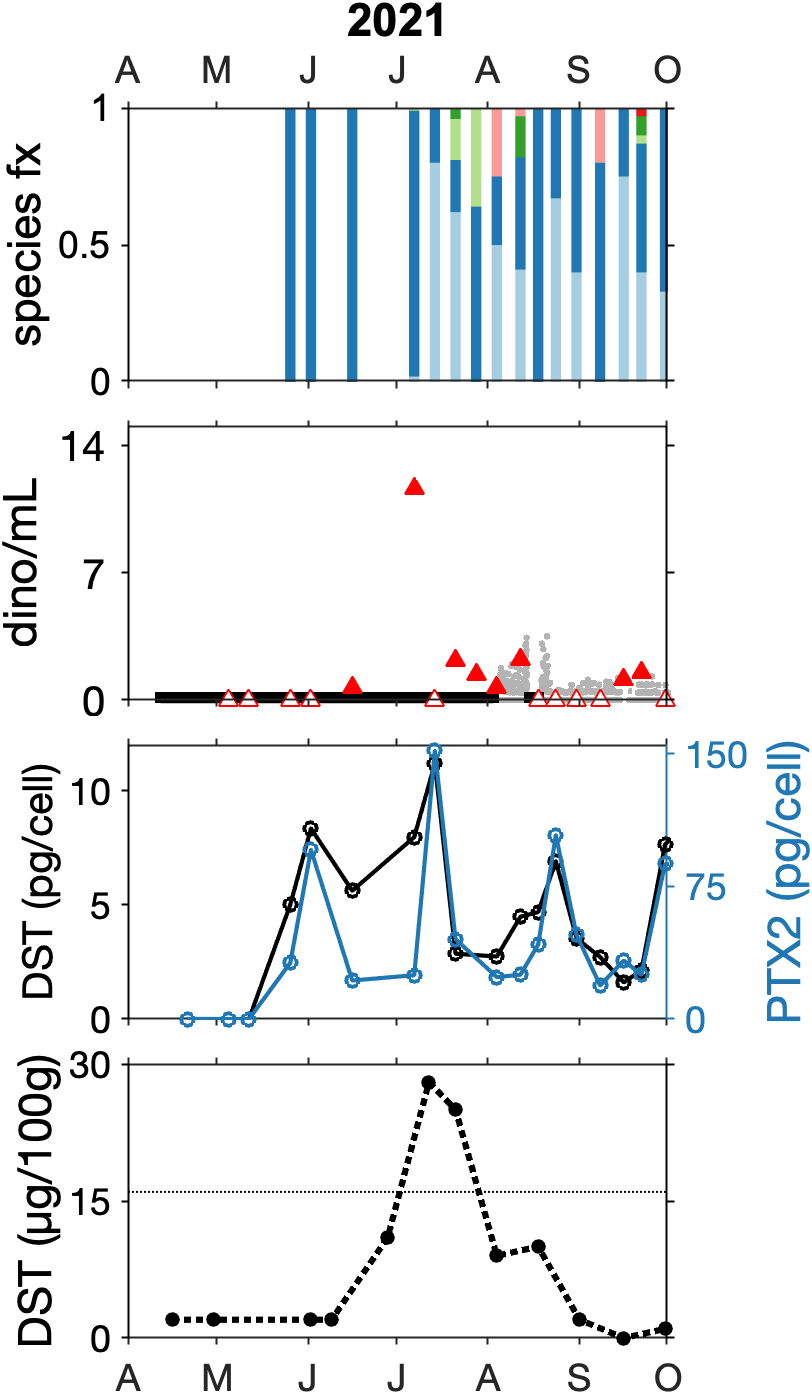 2021
A M J J A S O
1
0.5
0
species fx
14
7
0
dino/mL
10
5
0
DST (pg/cell)
150
75
0
PTX2 (pg/cell)
30
15
0
DST (µg/100g)
A M J J A S O